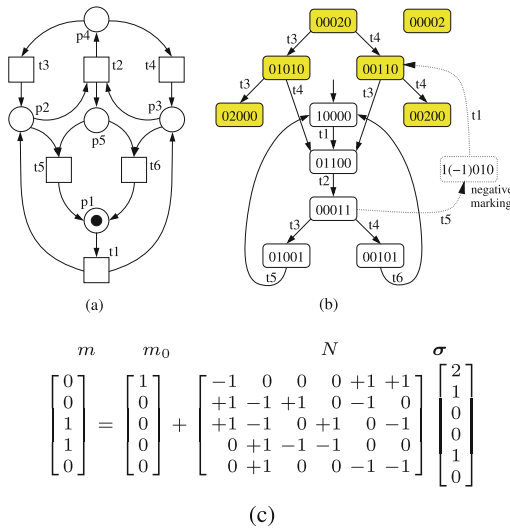 p4
t3
t2
t4
p2
p5
p3
t5
t6
p1
t1
(a)
00020
00002
t3
t4
01010
00110
t3
t4
t3
t4
02000
10000
00200
t1
t1
01100
t2
1(−1)010
00011
negative
marking
t5
t3
t4
01001
00101
t5
t6
(b)
m m0 N σ
0 1 −1 0 0 0 +1 +1 2
0 0 +1 −1 +1 0 −1 0 1
1 = 0 + +1 −1 0 +1 0 −1 0
1 0 0 +1 −1 −1 0 0 0
0 0 0 +1 0 0 −1 −1 1
0
(c)